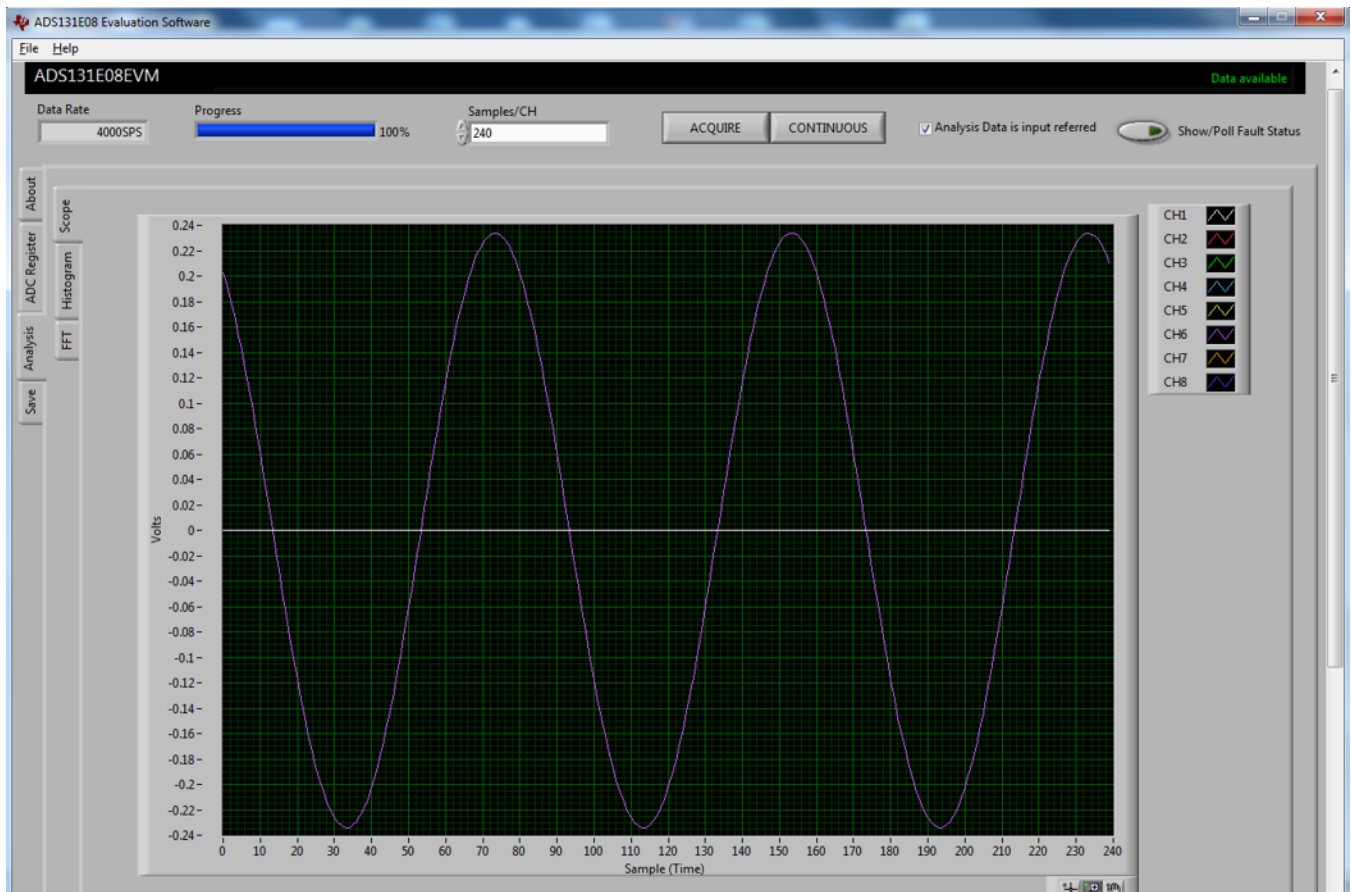 ADS131E08 Evaluation Software
File Help
ADS131E08EVM
Data available
Data Rate
4000SPS
Progress
100%
Samples/CH
240
ACQUIRE
CONTINUOUS
Analysis Data is input referred
Show/Poll Fault Status
About
ADC Register
Analysis
Save
Scope
Histogram
FFT
Volts
0.24
0.22
0.2
0.18
0.16
0.14
0.12
0.1
0.08
0.06
0.04
0.02
0
-0.02
-0.04
-0.06
-0.08
-0.1
-0.12
-0.14
-0.16
-0.18
-0.2
-0.22
-0.24
0 10 20 30 40 50 60 70 80 90 100 110 120 130 140 150 160 170 180 190 200 210 220 230 240
Sample (Time)
CH1
CH2
CH3
CH4
CH5
CH6
CH7
CH8